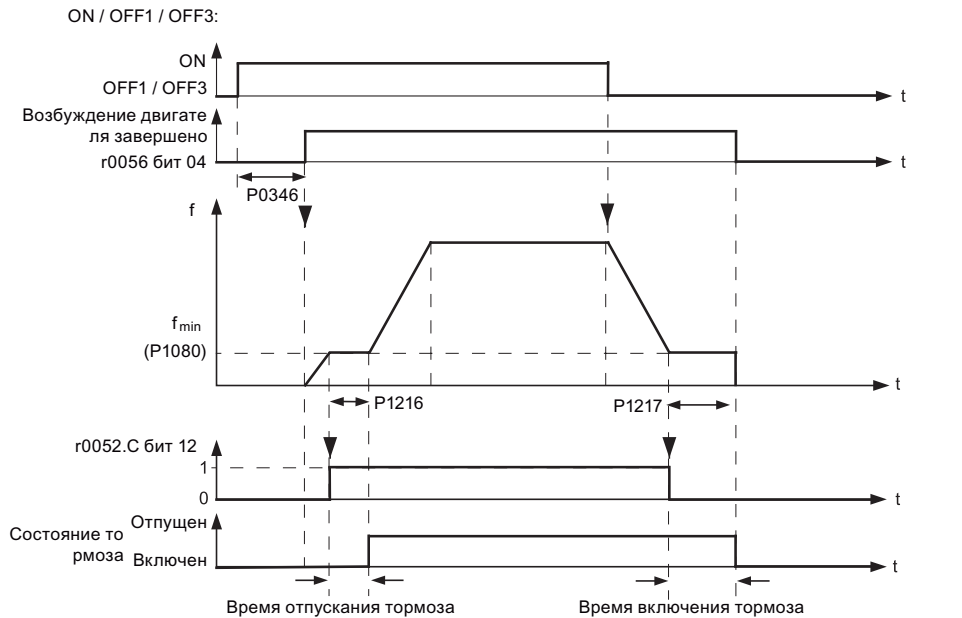 ON / OFF1 / OFF3:
ON
OFF1 / OFF3
t
Возбуждение двигате
ля завершено
r0056 бит 04
t
P0346
f
fmin
(P1080)
t
P1216
P1217
r0052.C бит 12
1
0
t
Отпущен
Состояние то
рмоза
Включен
t
Время отпускания тормоза
Время включения тормоза